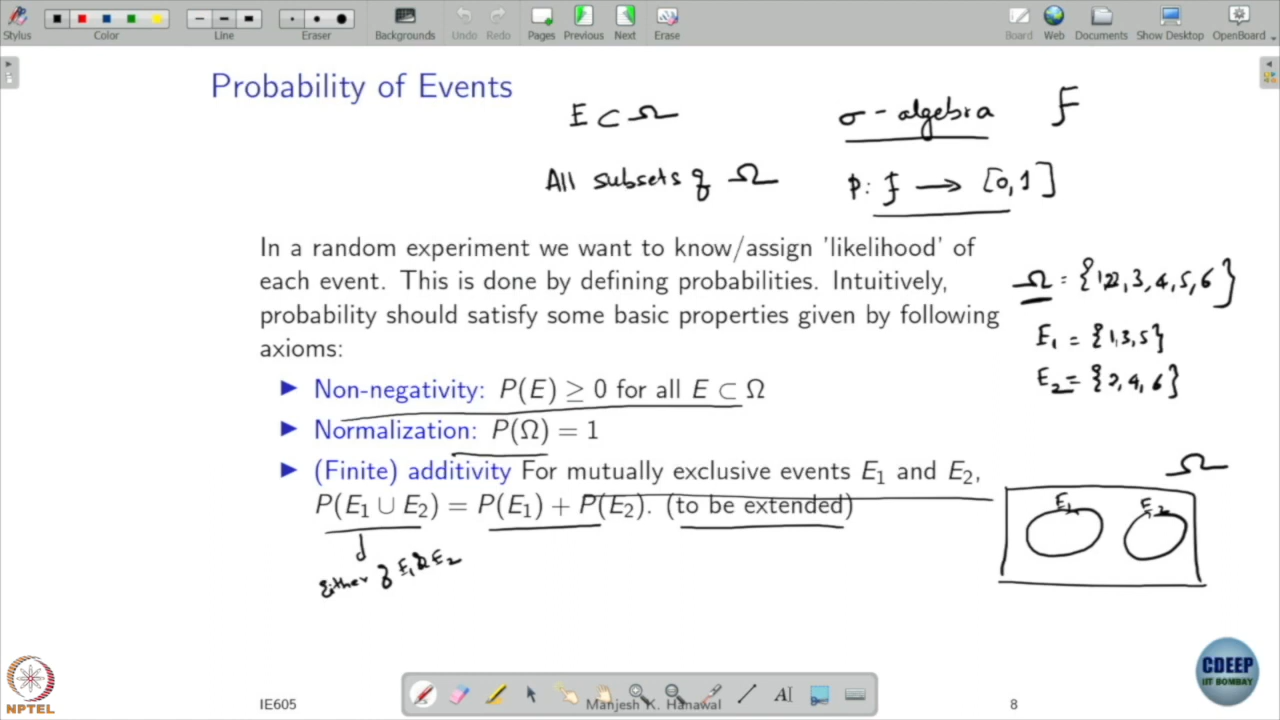 Stylus
Color
Line
Eraser
Backgrounds
Undo
Redo
Pages
Previous
Next
Erase
Board
Web
Documents
Show Desktop
OpenBoard
Probability of Events
E ⊂ Ω
σ - algebra F
All subsets of Ω
P: F → [0,1]
In a random experiment we want to know/assign 'likelihood' of
each event. This is done by defining probabilities. Intuitively,
probability should satisfy some basic properties given by following
axioms:
Ω = {1,2,3,4,5,6}
E₁ = {1,3,5}
E₂ = {2,4,6}
▶ Non-negativity: P(E) ≥ 0 for all E ⊂ Ω
▶ Normalization: P(Ω) = 1
▶ (Finite) additivity For mutually exclusive events E₁ and E₂,
P(E₁ ∪ E₂) = P(E₁) + P(E₂). (to be extended)
Ω
E₁ E₂
Either of E₁ & E₂
NPTEL
IE605
Manjesh K. Hanawal
8
CDEEP
IIT BOMBAY